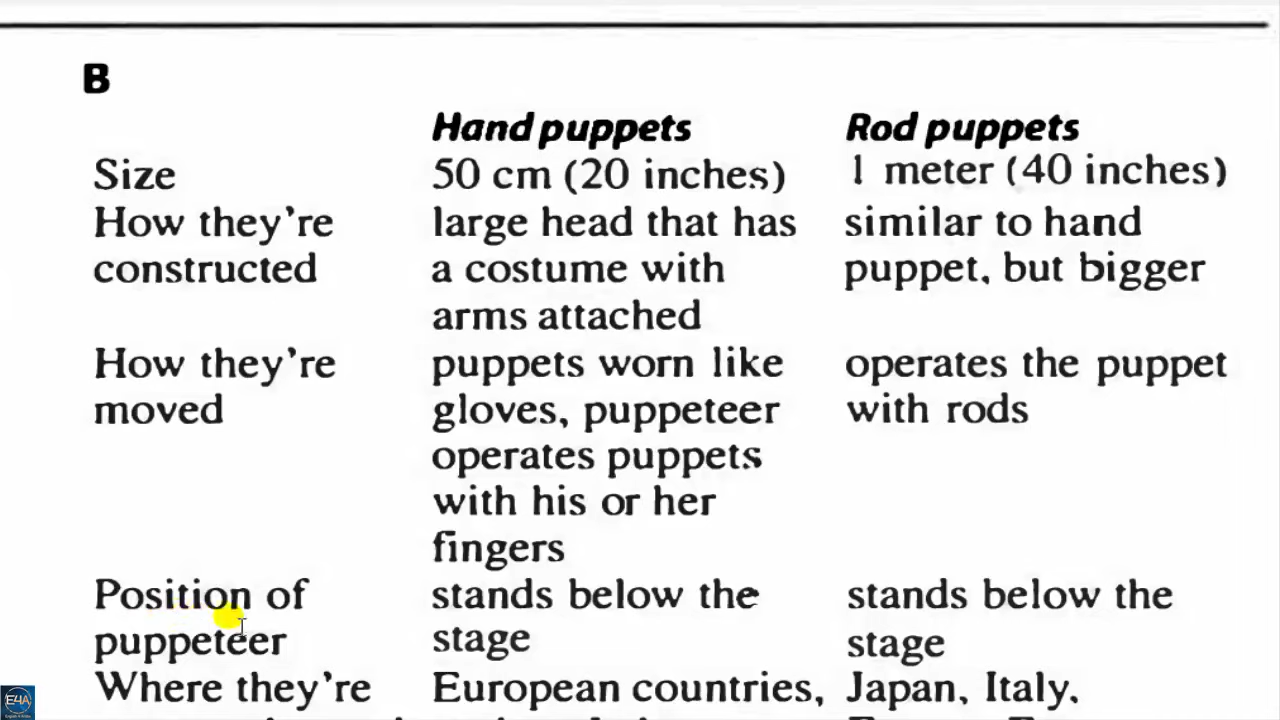 B
Hand puppets Rod puppets
Size 50 cm (20 inches) 1 meter (40 inches)
How they're large head that has similar to hand
constructed a costume with puppet, but bigger
arms attached
How they're puppets worn like operates the puppet
moved gloves, puppeteer with rods
operates puppets
with his or her
fingers
Position of stands below the stands below the
puppeteer stage stage
Where they're European countries, Japan, Italy,
E4A